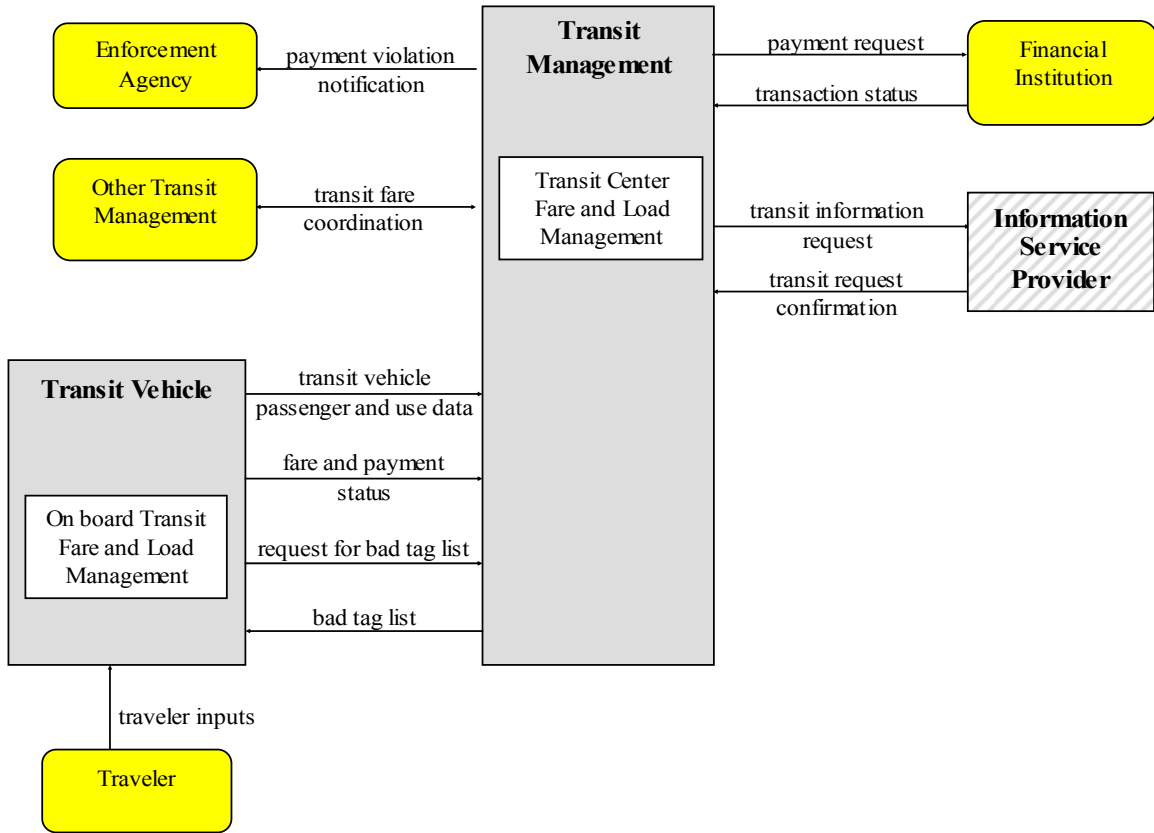 Enforcement
Agency
payment violation
notification
Transit
Management
payment request
Financial
Institution
transaction status
Other Transit
Management
transit fare
coordination
Transit Center
Fare and Load
Management
transit information
request
Information
Service
Provider
transit request
confirmation
Transit Vehicle
transit vehicle
passenger and use data
fare and payment
status
On board Transit
Fare and Load
Management
request for bad tag list
bad tag list
traveler inputs
Traveler